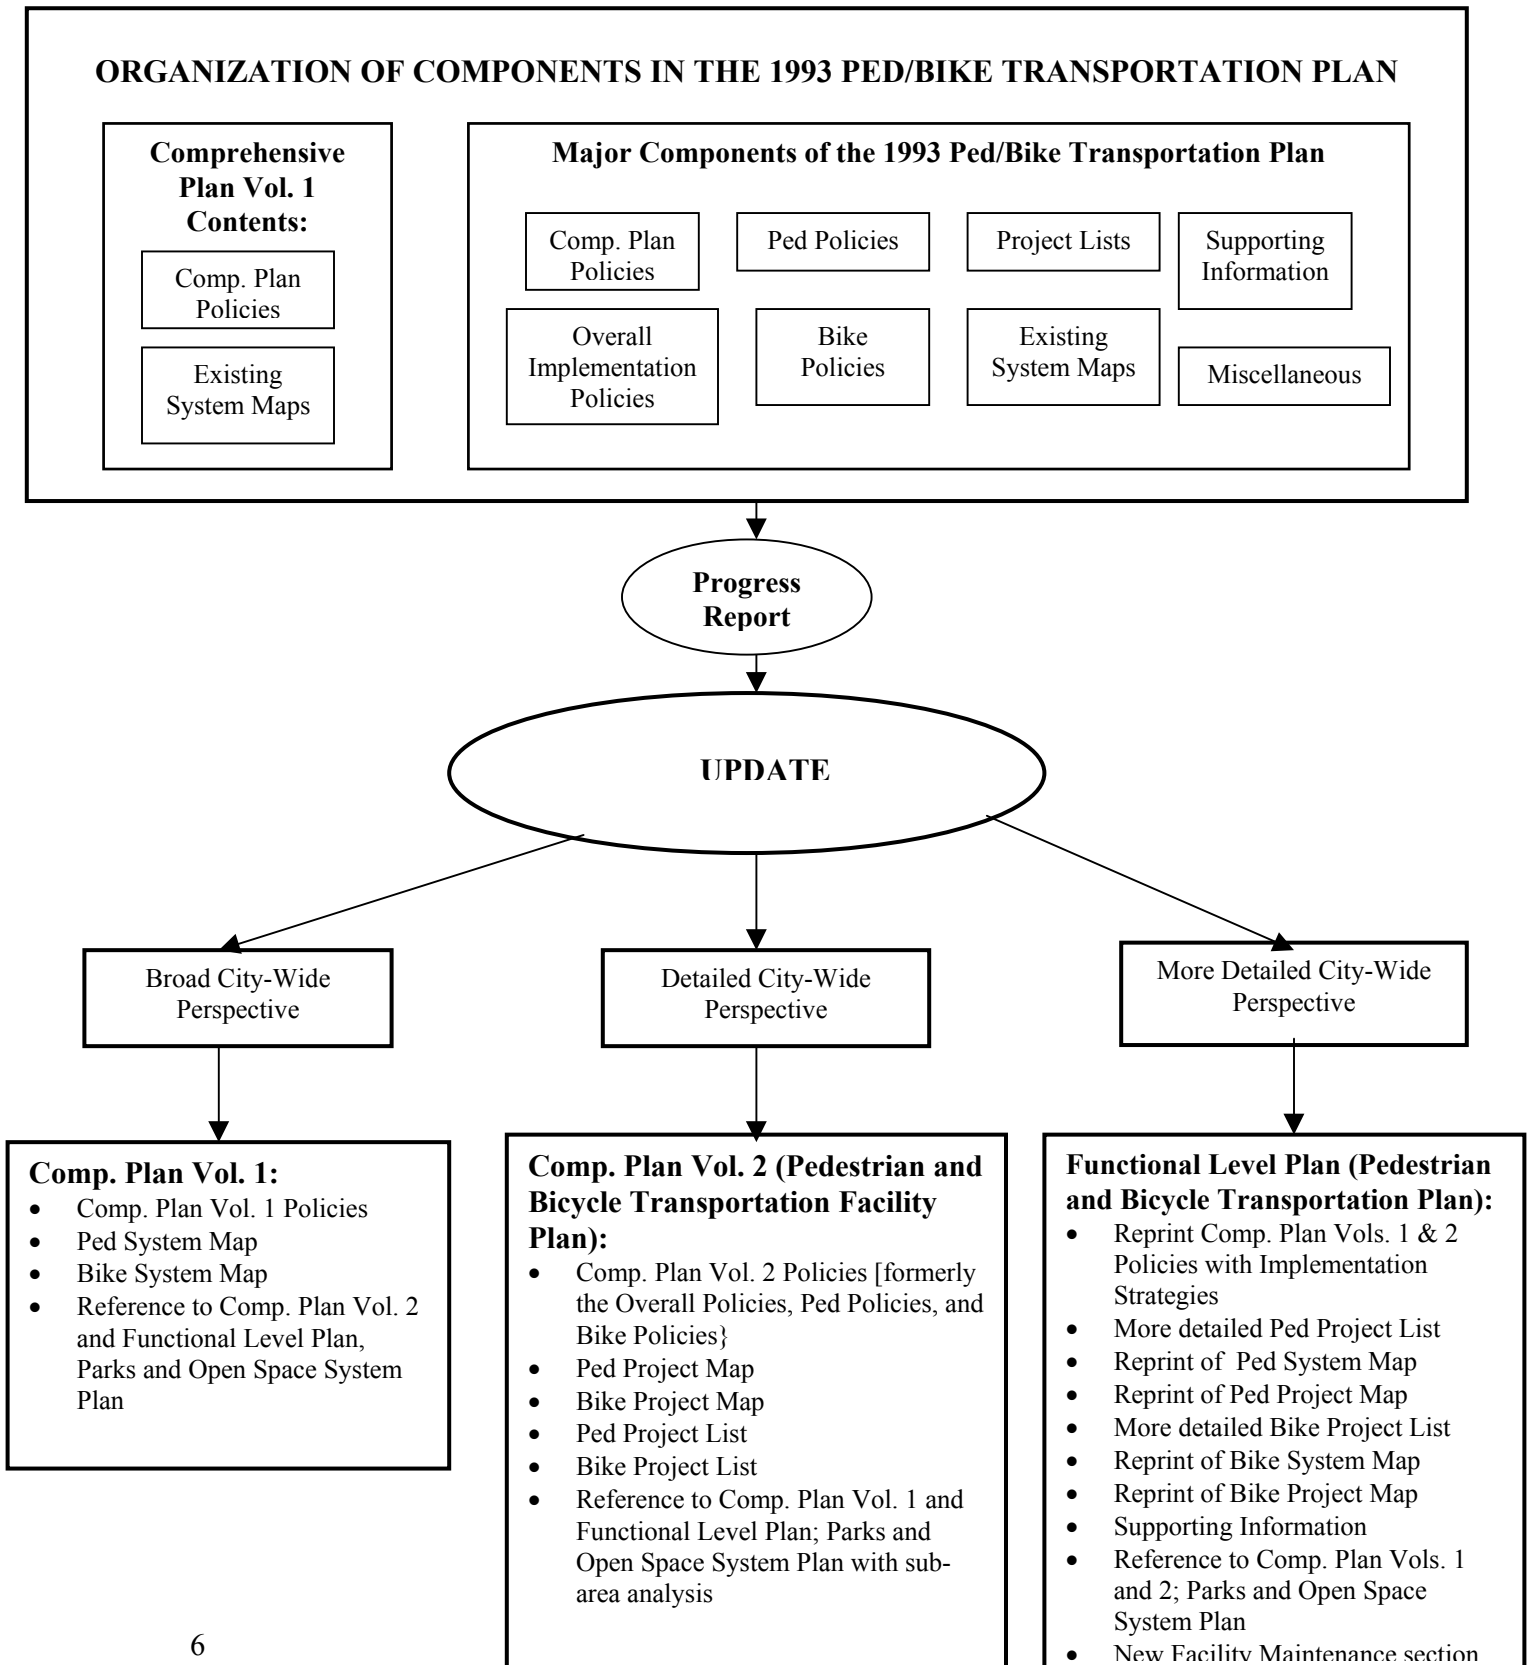 ORGANIZATION OF COMPONENTS IN THE 1993 PED/BIKE TRANSPORTATION PLAN
Comprehensive
Plan Vol. 1
Contents:
Comp. Plan
Policies
Existing
System Maps
Major Components of the 1993 Ped/Bike Transportation Plan
Comp. Plan
Policies
Ped Policies
Project Lists
Supporting
Information
Overall
Implementation
Policies
Bike
Policies
Existing
System Maps
Miscellaneous
Progress
Report
UPDATE
Broad City-Wide
Perspective
Detailed City-Wide
Perspective
More Detailed City-Wide
Perspective
Comp. Plan Vol. 1:
• Comp. Plan Vol. 1 Policies
• Ped System Map
• Bike System Map
• Reference to Comp. Plan Vol. 2
and Functional Level Plan,
Parks and Open Space System
Plan
Comp. Plan Vol. 2 (Pedestrian and
Bicycle Transportation Facility
Plan):
• Comp. Plan Vol. 2 Policies [formerly
the Overall Policies, Ped Policies, and
Bike Policies}
• Ped Project Map
• Bike Project Map
• Ped Project List
• Bike Project List
• Reference to Comp. Plan Vol. 1 and
Functional Level Plan; Parks and
Open Space System Plan with sub-
area analysis
Functional Level Plan (Pedestrian
and Bicycle Transportation Plan):
• Reprint Comp. Plan Vols. 1 & 2
Policies with Implementation
Strategies
• More detailed Ped Project List
• Reprint of Ped System Map
• Reprint of Ped Project Map
• More detailed Bike Project List
• Reprint of Bike System Map
• Reprint of Bike Project Map
• Supporting Information
• Reference to Comp. Plan Vols. 1
and 2; Parks and Open Space
System Plan
• New Facility Maintenance section
6